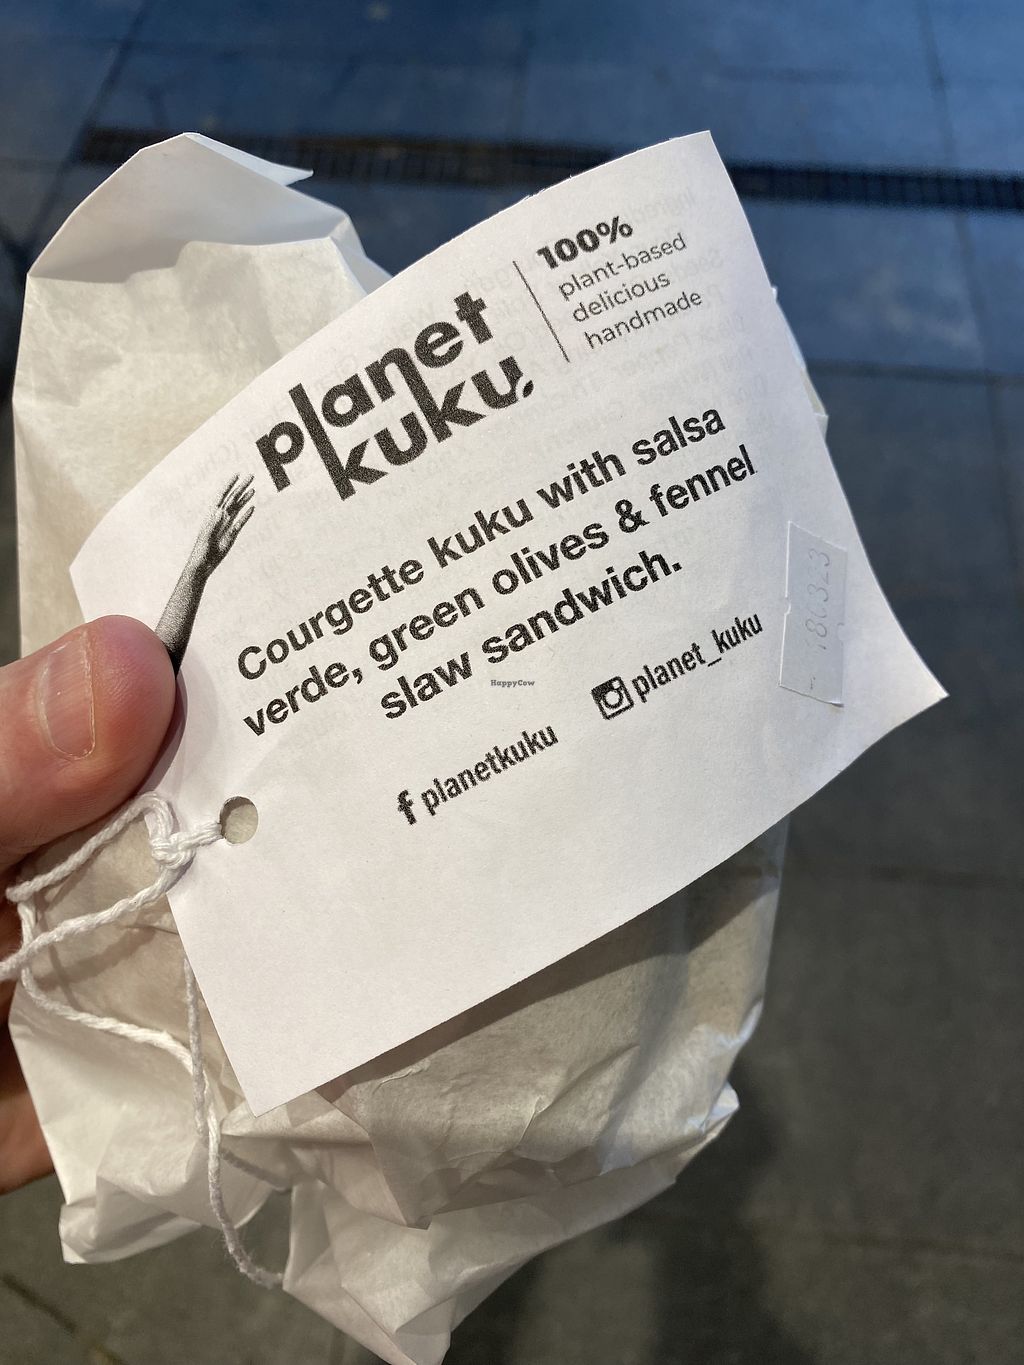 planet
kuku
100%
plant-based
delicious
handmade
Courgette kuku with salsa
verde, green olives & fennel
slaw sandwich.
planetkuku
planet_kuku
180323
HappyCow